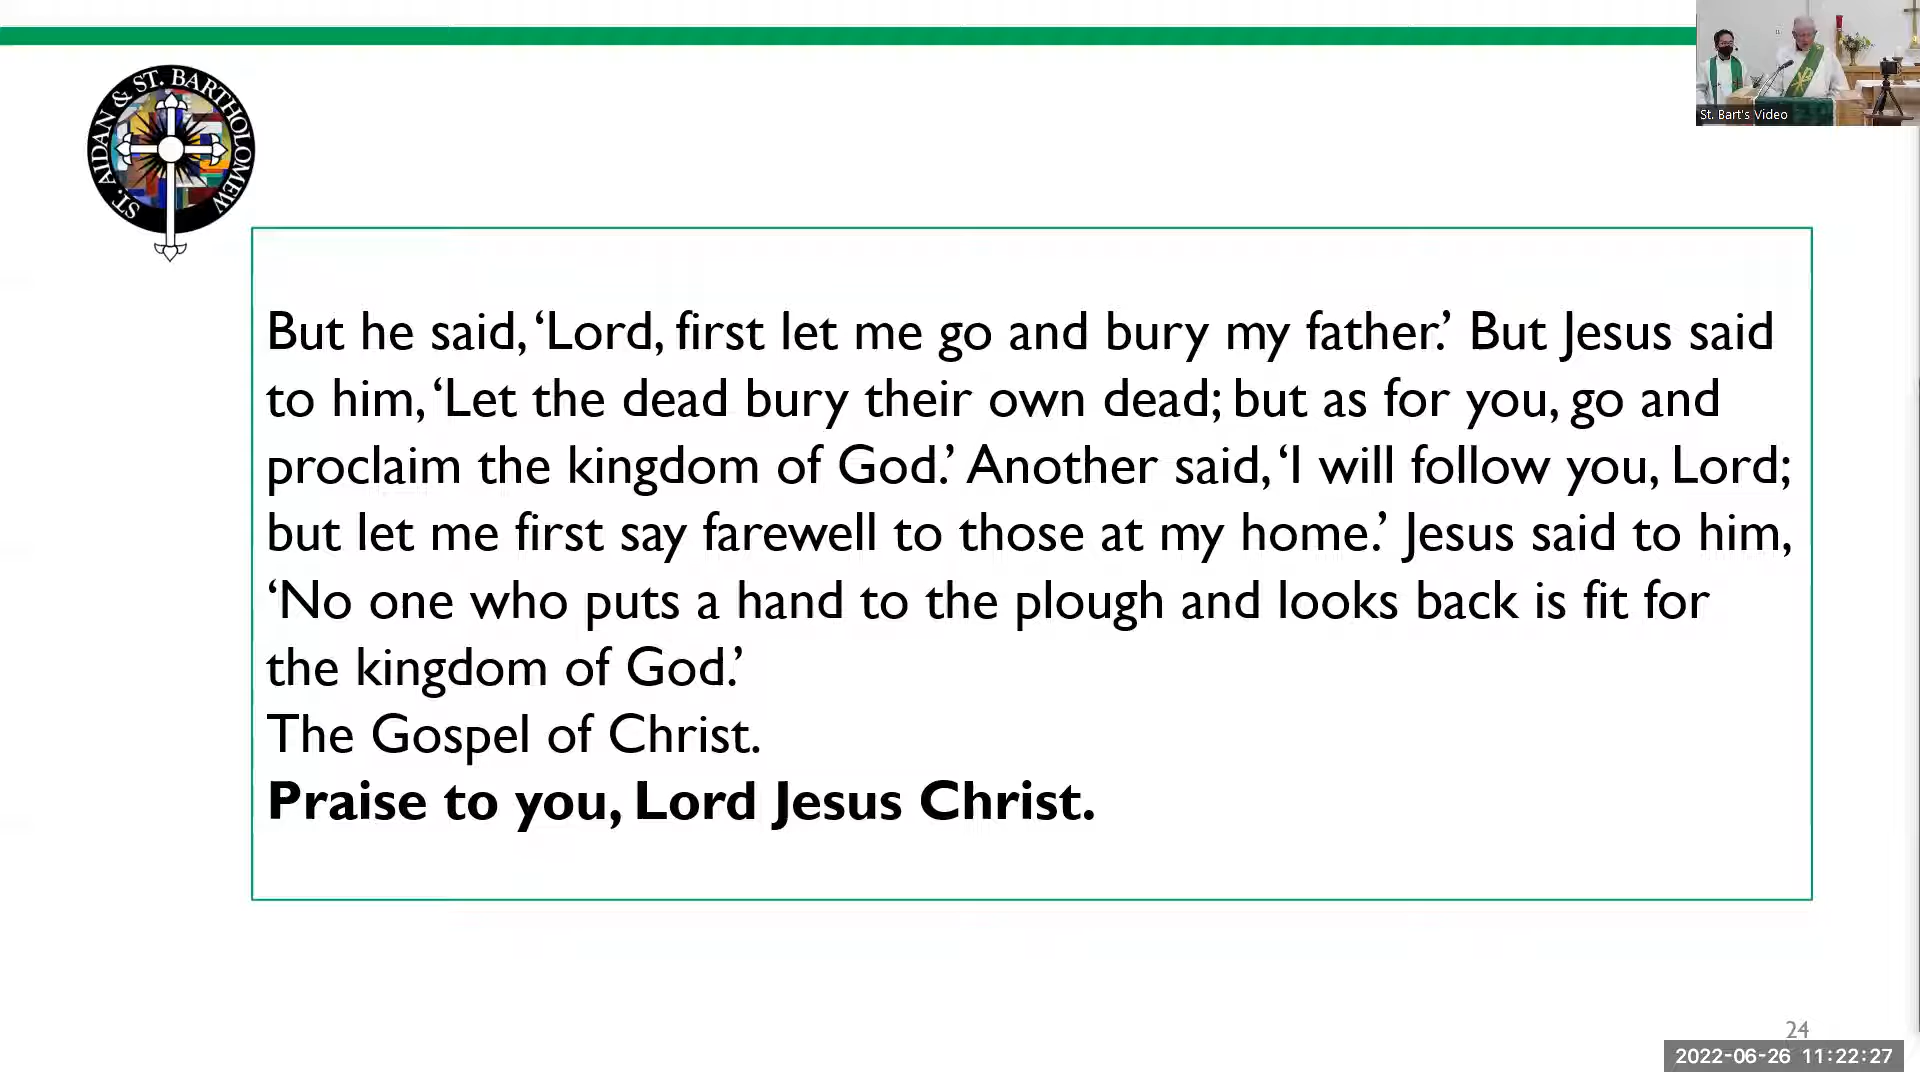 ST. AIDAN & ST. BARTHOLOMEW
St. Bart's Video
But he said, ‘Lord, first let me go and bury my father.’ But Jesus said
to him, ‘Let the dead bury their own dead; but as for you, go and
proclaim the kingdom of God.’ Another said, ‘I will follow you, Lord;
but let me first say farewell to those at my home.’ Jesus said to him,
‘No one who puts a hand to the plough and looks back is fit for
the kingdom of God.’
The Gospel of Christ.
Praise to you, Lord Jesus Christ.
24
2022-06-26 11:22:27